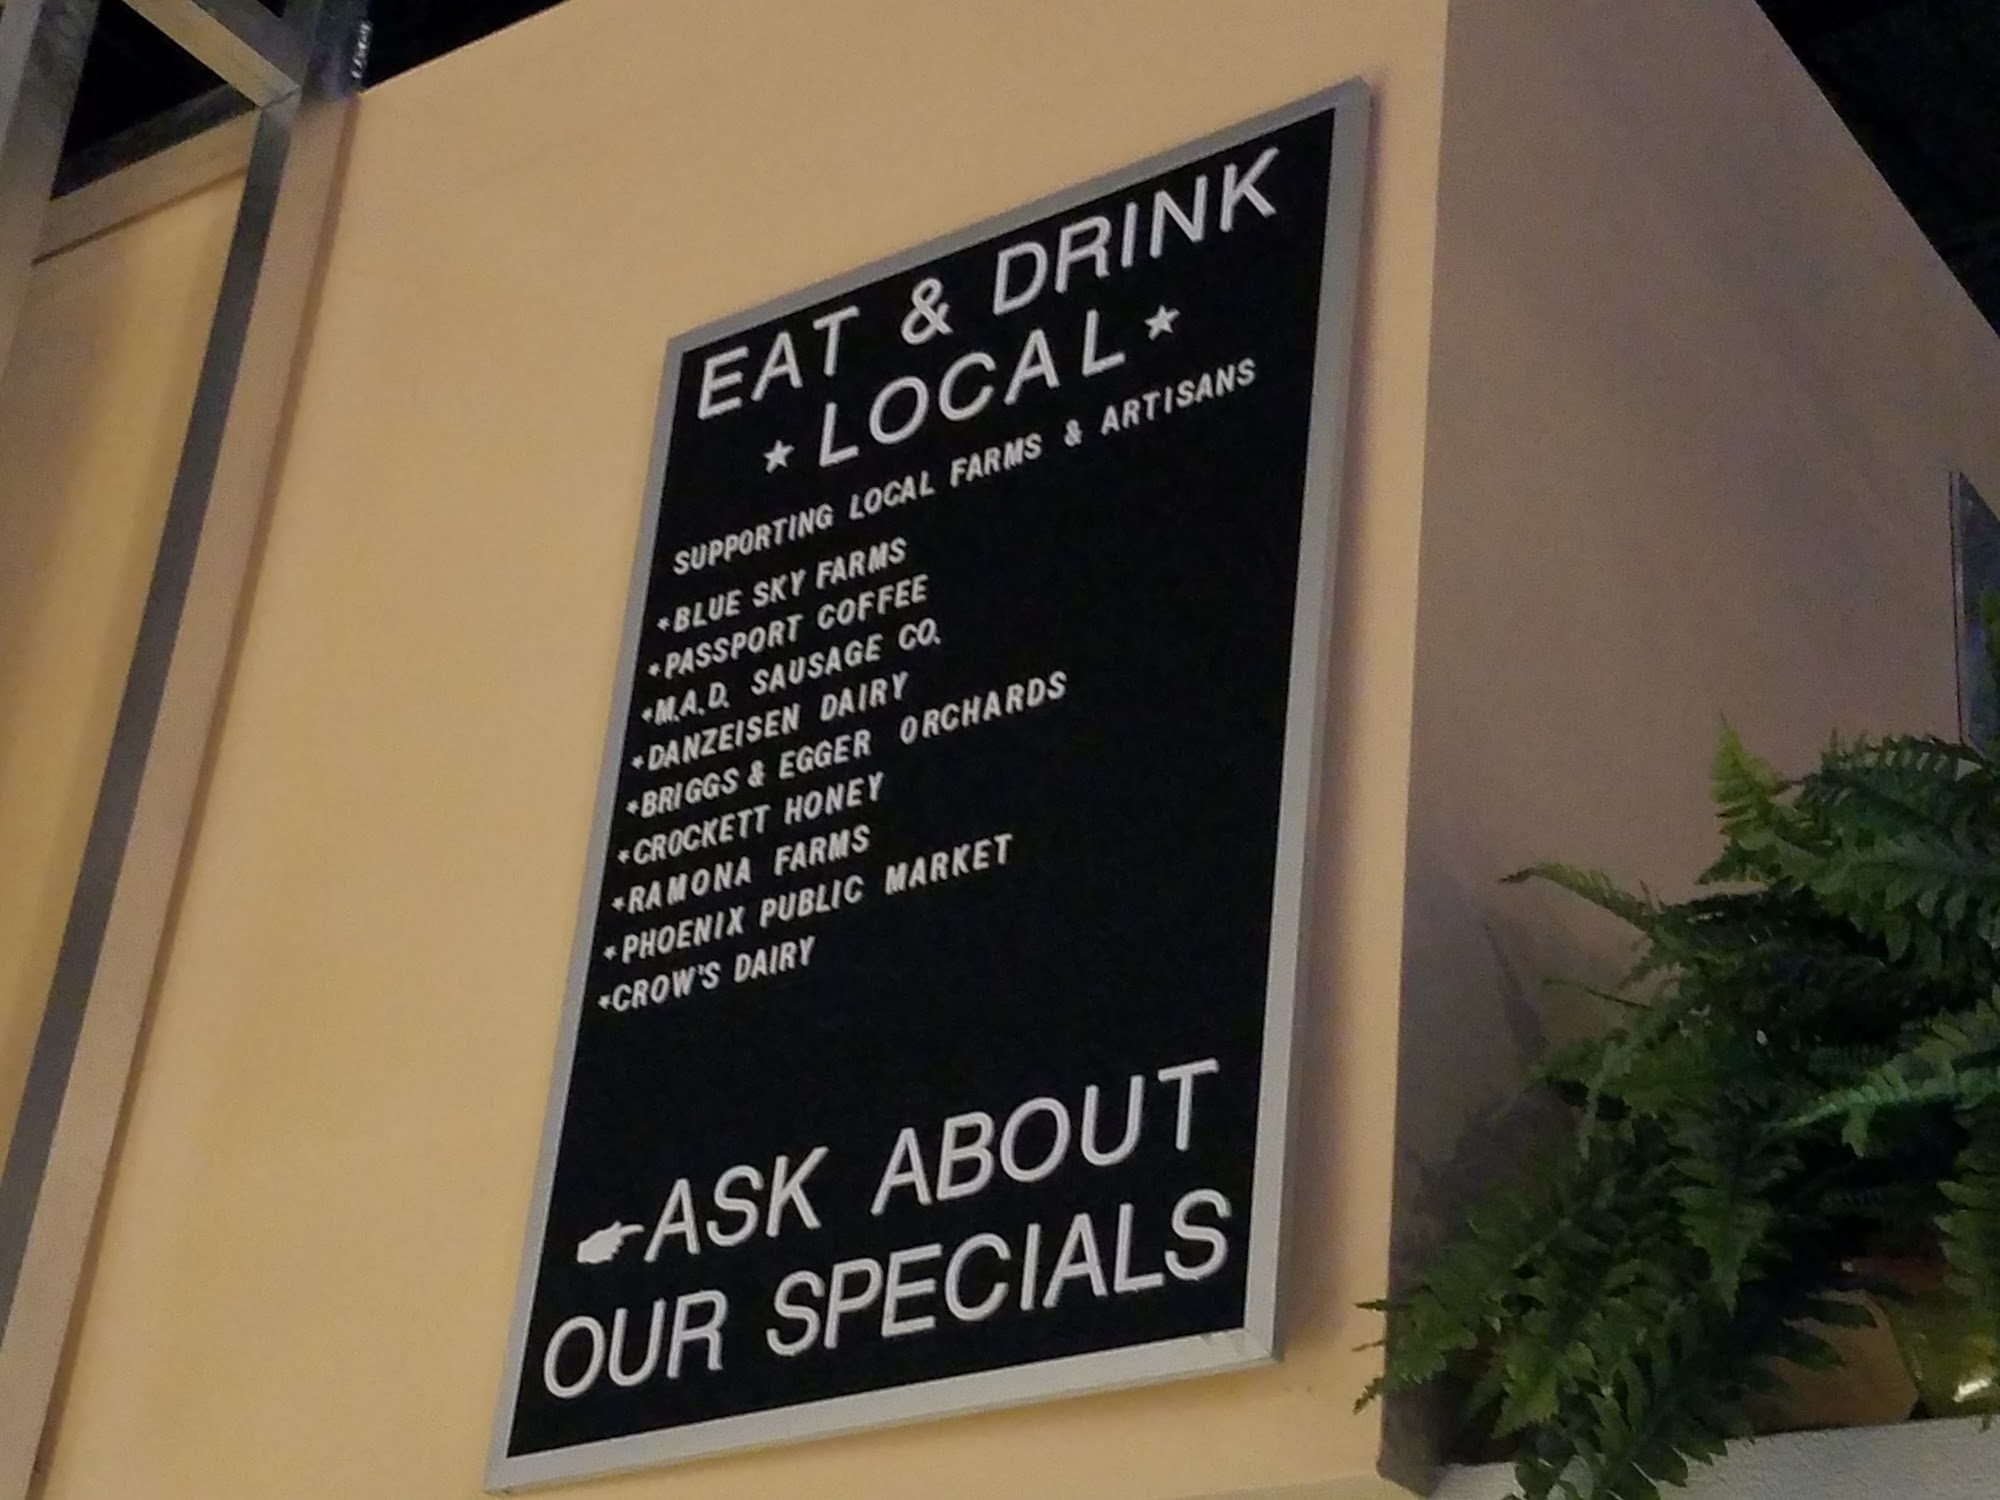 EAT & DRINK
★ LOCAL ★
SUPPORTING LOCAL FARMS & ARTISANS
*BLUE SKY FARMS
*PASSPORT COFFEE
*M.A.D. SAUSAGE CO.
*DANZEISEN DAIRY
*BRIGGS & EGGER ORCHARDS
*CROCKETT HONEY
*RAMONA FARMS
*PHOENIX PUBLIC MARKET
*CROW'S DAIRY
☛ASK ABOUT
OUR SPECIALS